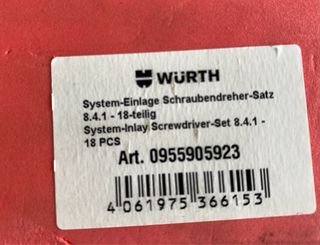 WÜRTH
System-Einlage Schraubendreher-Satz
8.4.1 - 18-teilig
System-Inlay Screwdriver-Set 8.4.1 -
18 PCS
Art. 0955905923
4 061975 366153